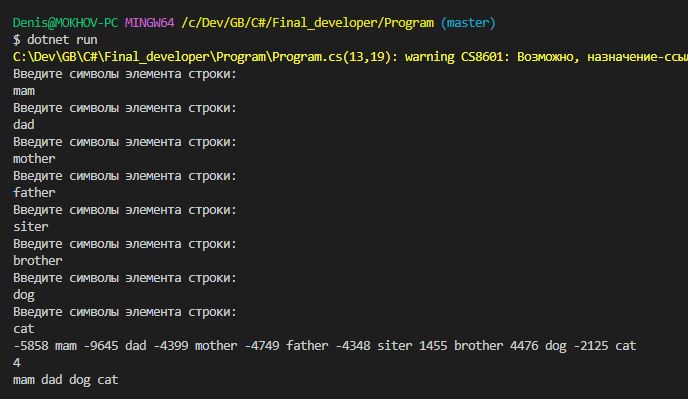 Denis@MOKHOV-PC MINGW64 /c/Dev/GB/C#/Final_developer/Program (master)
$ dotnet run
C:\Dev\GB\C#\Final_developer\Program\Program.cs(13,19): warning CS8601: Возможно, назначение-ссыл
Введите символы элемента строки:
mam
Введите символы элемента строки:
dad
Введите символы элемента строки:
mother
Введите символы элемента строки:
father
Введите символы элемента строки:
siter
Введите символы элемента строки:
brother
Введите символы элемента строки:
dog
Введите символы элемента строки:
cat
-5858 mam -9645 dad -4399 mother -4749 father -4348 siter 1455 brother 4476 dog -2125 cat
4
mam dad dog cat